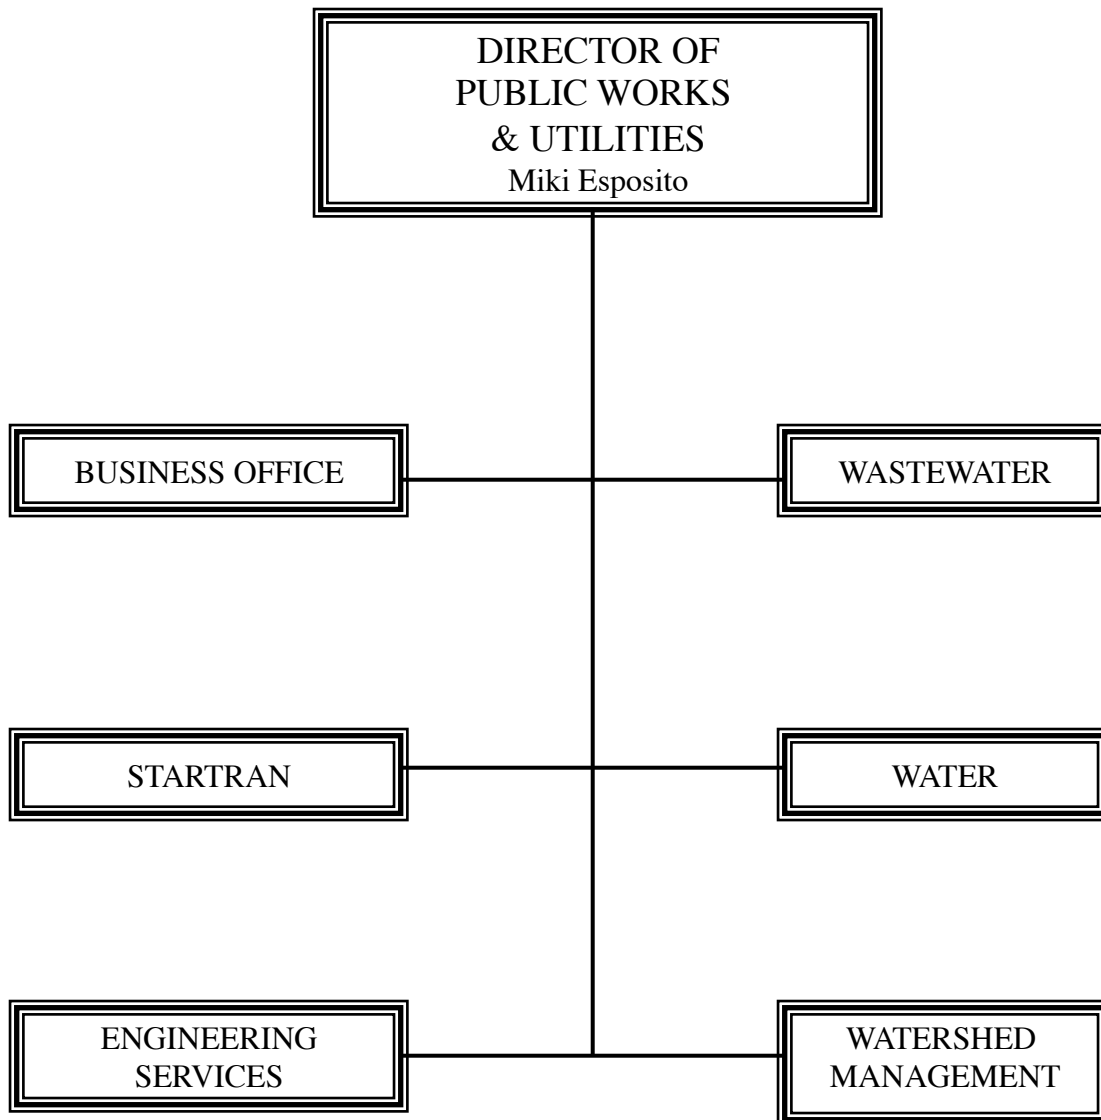 DIRECTOR OF
PUBLIC WORKS
& UTILITIES
Miki Esposito
BUSINESS OFFICE
WASTEWATER
STARTRAN
WATER
ENGINEERING
SERVICES
WATERSHED
MANAGEMENT